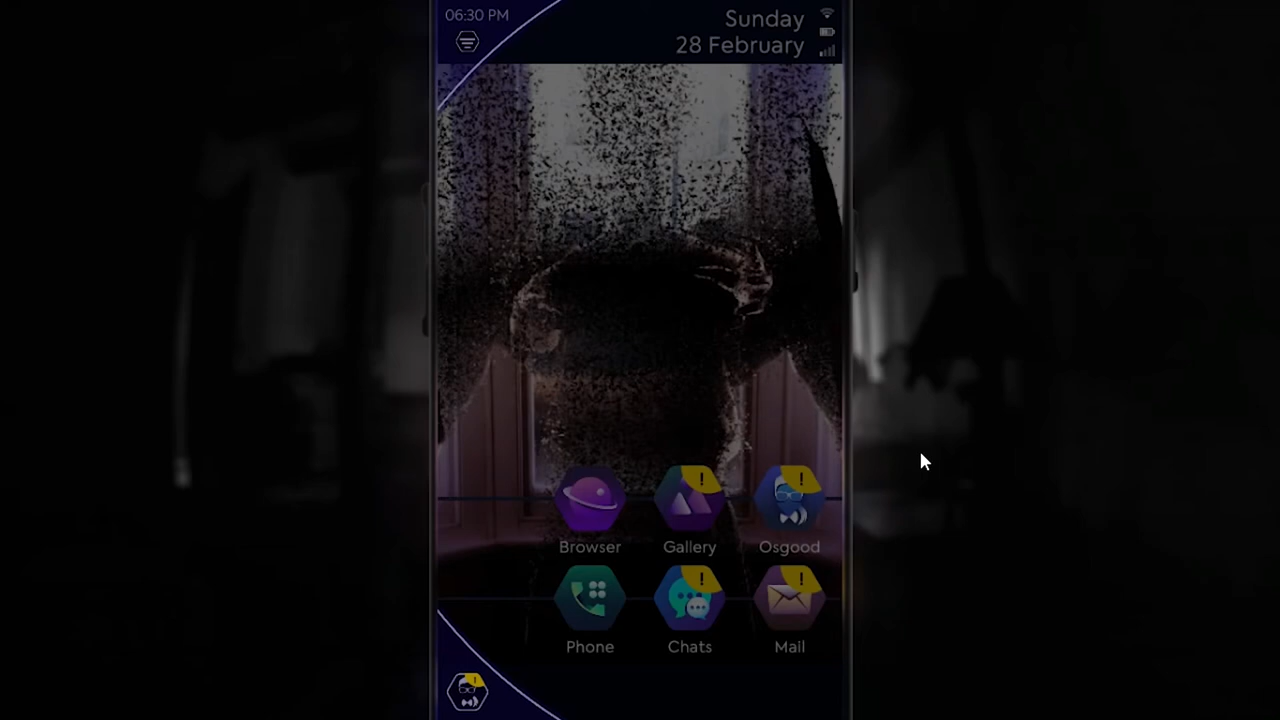 06:30 PM
Sunday
28 February
Browser
Gallery
Osgood
Phone
Chats
Mail